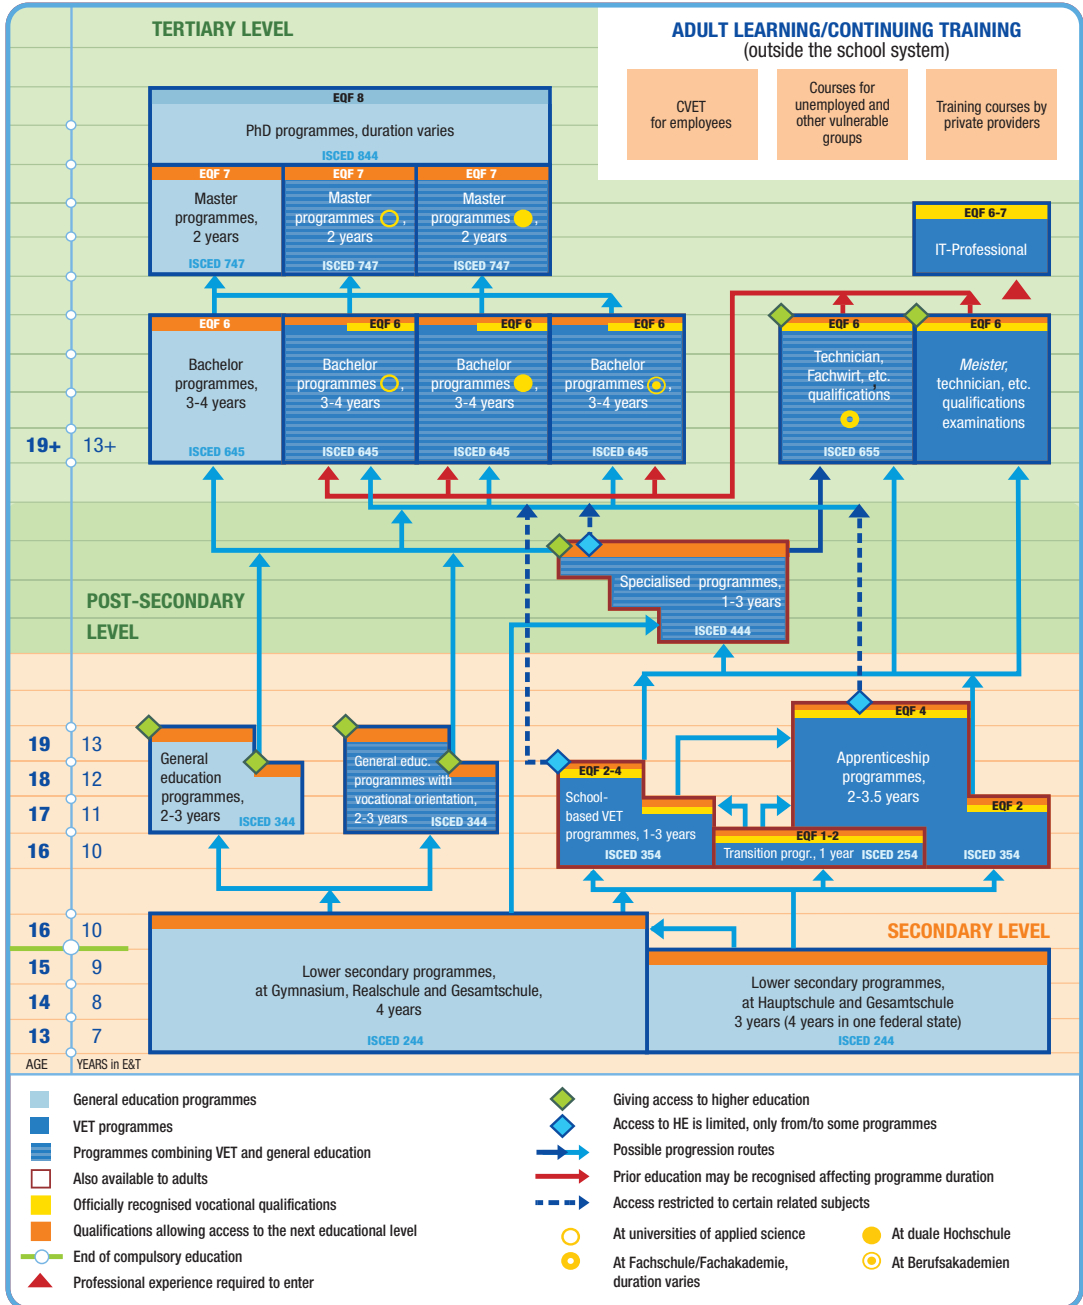 TERTIARY LEVEL
ADULT LEARNING/CONTINUING TRAINING
(outside the school system)
CVET
for employees
Courses for
unemployed and
other vulnerable
groups
Training courses by
private providers
EQF 8
PhD programmes, duration varies
ISCED 844
EQF 7
Master
programmes,
2 years
ISCED 747
EQF 7
Master
programmes ,
2 years
ISCED 747
EQF 7
Master
programmes ,
2 years
ISCED 747
EQF 6-7
IT-Professional
EQF 6
Bachelor
programmes,
3-4 years
ISCED 645
EQF 6
Bachelor
programmes ,
3-4 years
ISCED 645
EQF 6
Bachelor
programmes ,
3-4 years
ISCED 645
EQF 6
Bachelor
programmes ,
3-4 years
ISCED 645
EQF 6
Technician,
Fachwirt, etc.
qualifications
ISCED 655
EQF 6
Meister,
technician, etc.
qualifications
examinations
19+ 13+
POST-SECONDARY
LEVEL
Specialised programmes,
1-3 years
ISCED 444
19 13
18 12
17 11
16 10
General
education
programmes,
2-3 years
ISCED 344
General educ.
programmes with
vocational orientation,
2-3 years
ISCED 344
EQF 2-4
School-
based VET
programmes, 1-3 years
ISCED 354
EQF 1-2
Transition progr., 1 year ISCED 254
EQF 4
Apprenticeship
programmes,
2-3.5 years
EQF 2
ISCED 354
SECONDARY LEVEL
16 10
15 9
14 8
13 7
AGE YEARS in E&T
Lower secondary programmes,
at Gymnasium, Realschule and Gesamtschule,
4 years
ISCED 244
Lower secondary programmes,
at Hauptschule and Gesamtschule
3 years (4 years in one federal state)
ISCED 244
General education programmes
VET programmes
Programmes combining VET and general education
Also available to adults
Officially recognised vocational qualifications
Qualifications allowing access to the next educational level
End of compulsory education
Professional experience required to enter
Giving access to higher education
Access to HE is limited, only from/to some programmes
Possible progression routes
Prior education may be recognised affecting programme duration
Access restricted to certain related subjects
At universities of applied science
At Fachschule/Fachakademie,
duration varies
At duale Hochschule
At Berufsakademien